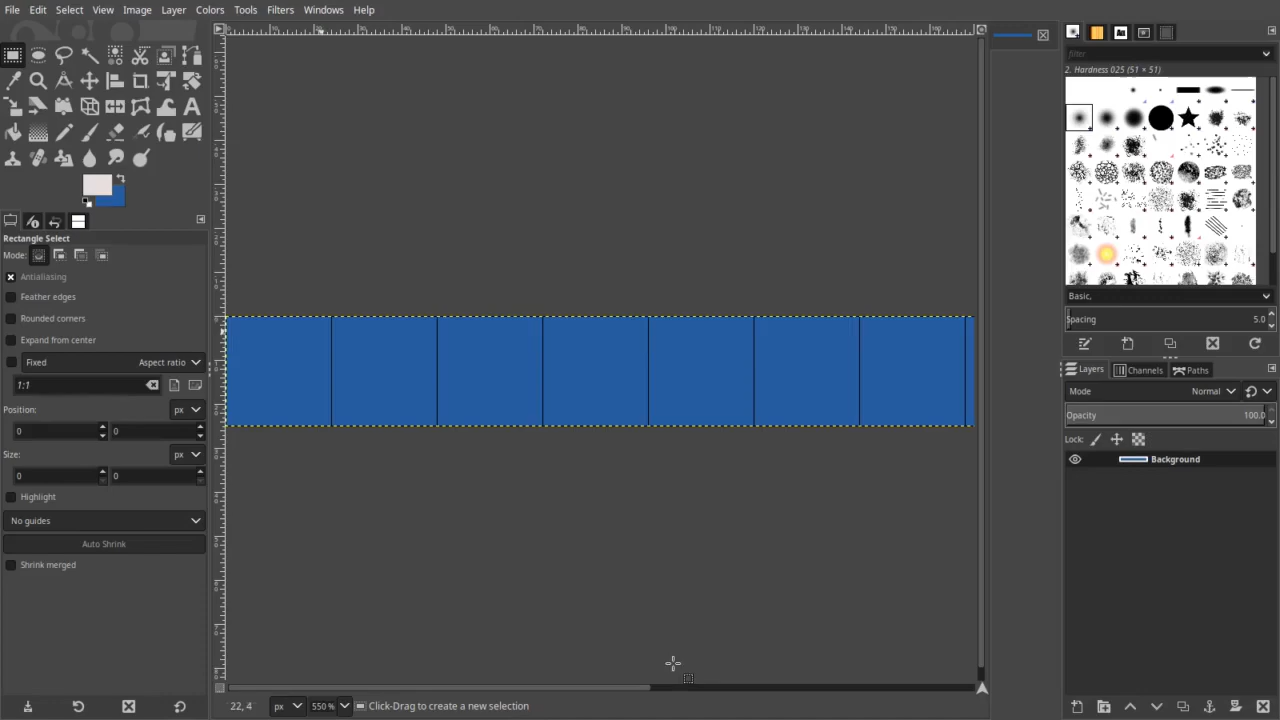 File Edit Select View Image Layer Colors Tools Filters Windows Help
filter
2. Hardness 025 (51 × 51)
Rectangle Select
Mode:
Antialiasing
Feather edges
Rounded corners
Expand from center
Fixed Aspect ratio
1:1
Position: px
0 0
Size: px
0 0
Highlight
No guides
Auto Shrink
Shrink merged
Basic,
Spacing 5.0
Layers Channels Paths
Mode Normal
Opacity 100.0
Lock:
Background
22, 4 px 550 % Click-Drag to create a new selection